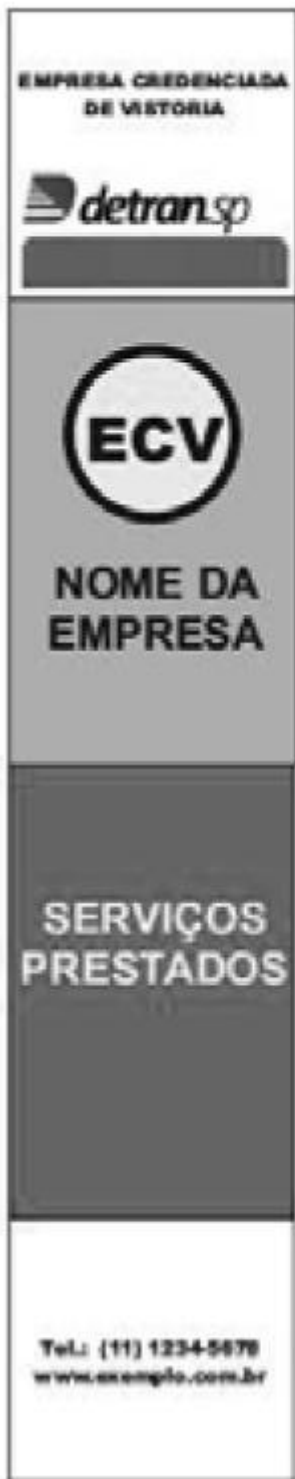 EMPRESA CREDENCIADA
DE VISTORIA
detran.sp
ECV
NOME DA
EMPRESA
SERVIÇOS
PRESTADOS
Tel.: (11) 1234-5678
www.exemplo.com.br